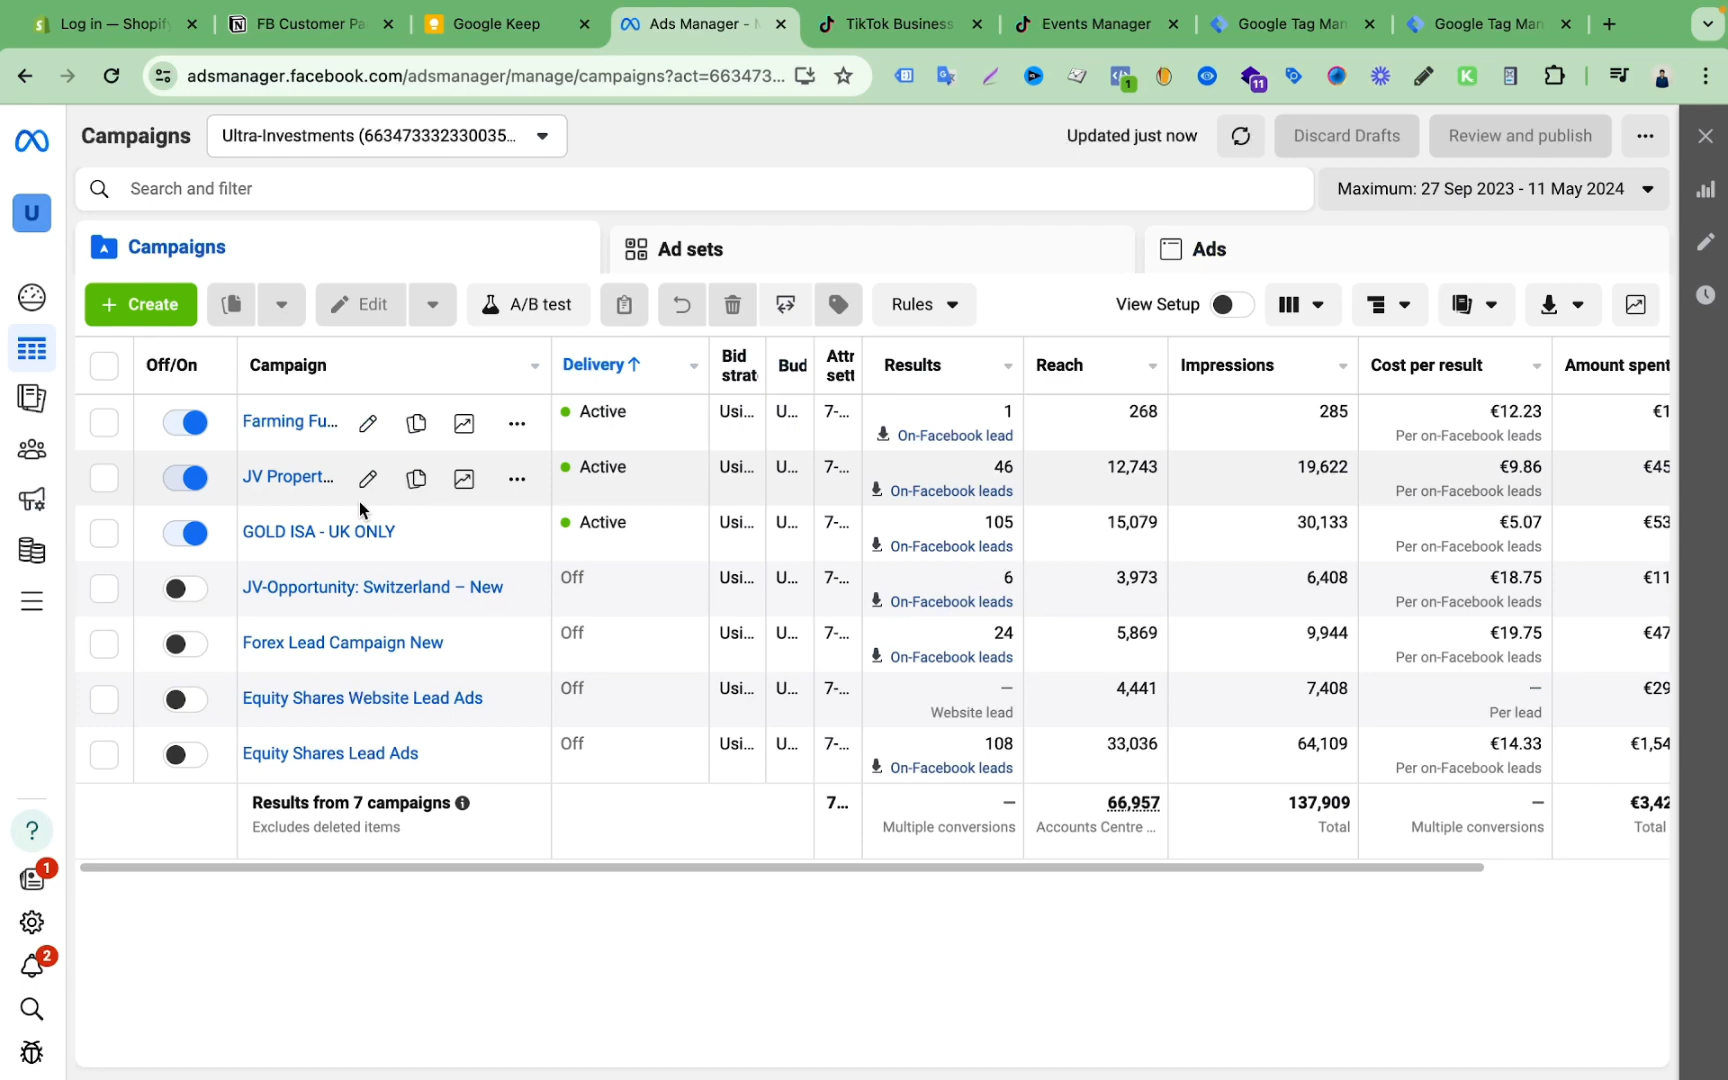 Log in — Shopify
FB Customer Pa
Google Keep
Ads Manager - M
TikTok Business
Events Manager
Google Tag Man
Google Tag Man
adsmanager.facebook.com/adsmanager/manage/campaigns?act=663473...
1
11
Campaigns
Ultra-Investments (663473332330035...
Updated just now
Discard Drafts
Review and publish
U
Search and filter
Maximum: 27 Sep 2023 - 11 May 2024
Campaigns
Ad sets
Ads
+ Create
Edit
A/B test
Rules
View Setup
Off/On
Campaign
Delivery ↑
Bid strat
Bud
Attr sett
Results
Reach
Impressions
Cost per result
Amount spent
Farming Fu...
Active
Usi...
U...
7-...
1
On-Facebook lead
268
285
€12.23
Per on-Facebook leads
€1
JV Propert...
Active
Usi...
U...
7-...
46
On-Facebook leads
12,743
19,622
€9.86
Per on-Facebook leads
€45
GOLD ISA - UK ONLY
Active
Usi...
U...
7-...
105
On-Facebook leads
15,079
30,133
€5.07
Per on-Facebook leads
€53
JV-Opportunity: Switzerland – New
Off
Usi...
U...
7-...
6
On-Facebook leads
3,973
6,408
€18.75
Per on-Facebook leads
€11
Forex Lead Campaign New
Off
Usi...
U...
7-...
24
On-Facebook leads
5,869
9,944
€19.75
Per on-Facebook leads
€47
Equity Shares Website Lead Ads
Off
Usi...
U...
7-...
—
Website lead
4,441
7,408
—
Per lead
€29
Equity Shares Lead Ads
Off
Usi...
U...
7-...
108
On-Facebook leads
33,036
64,109
€14.33
Per on-Facebook leads
€1,54
Results from 7 campaigns
Excludes deleted items
7...
—
Multiple conversions
66,957
Accounts Centre ...
137,909
Total
—
Multiple conversions
€3,42
Total
?
1
2